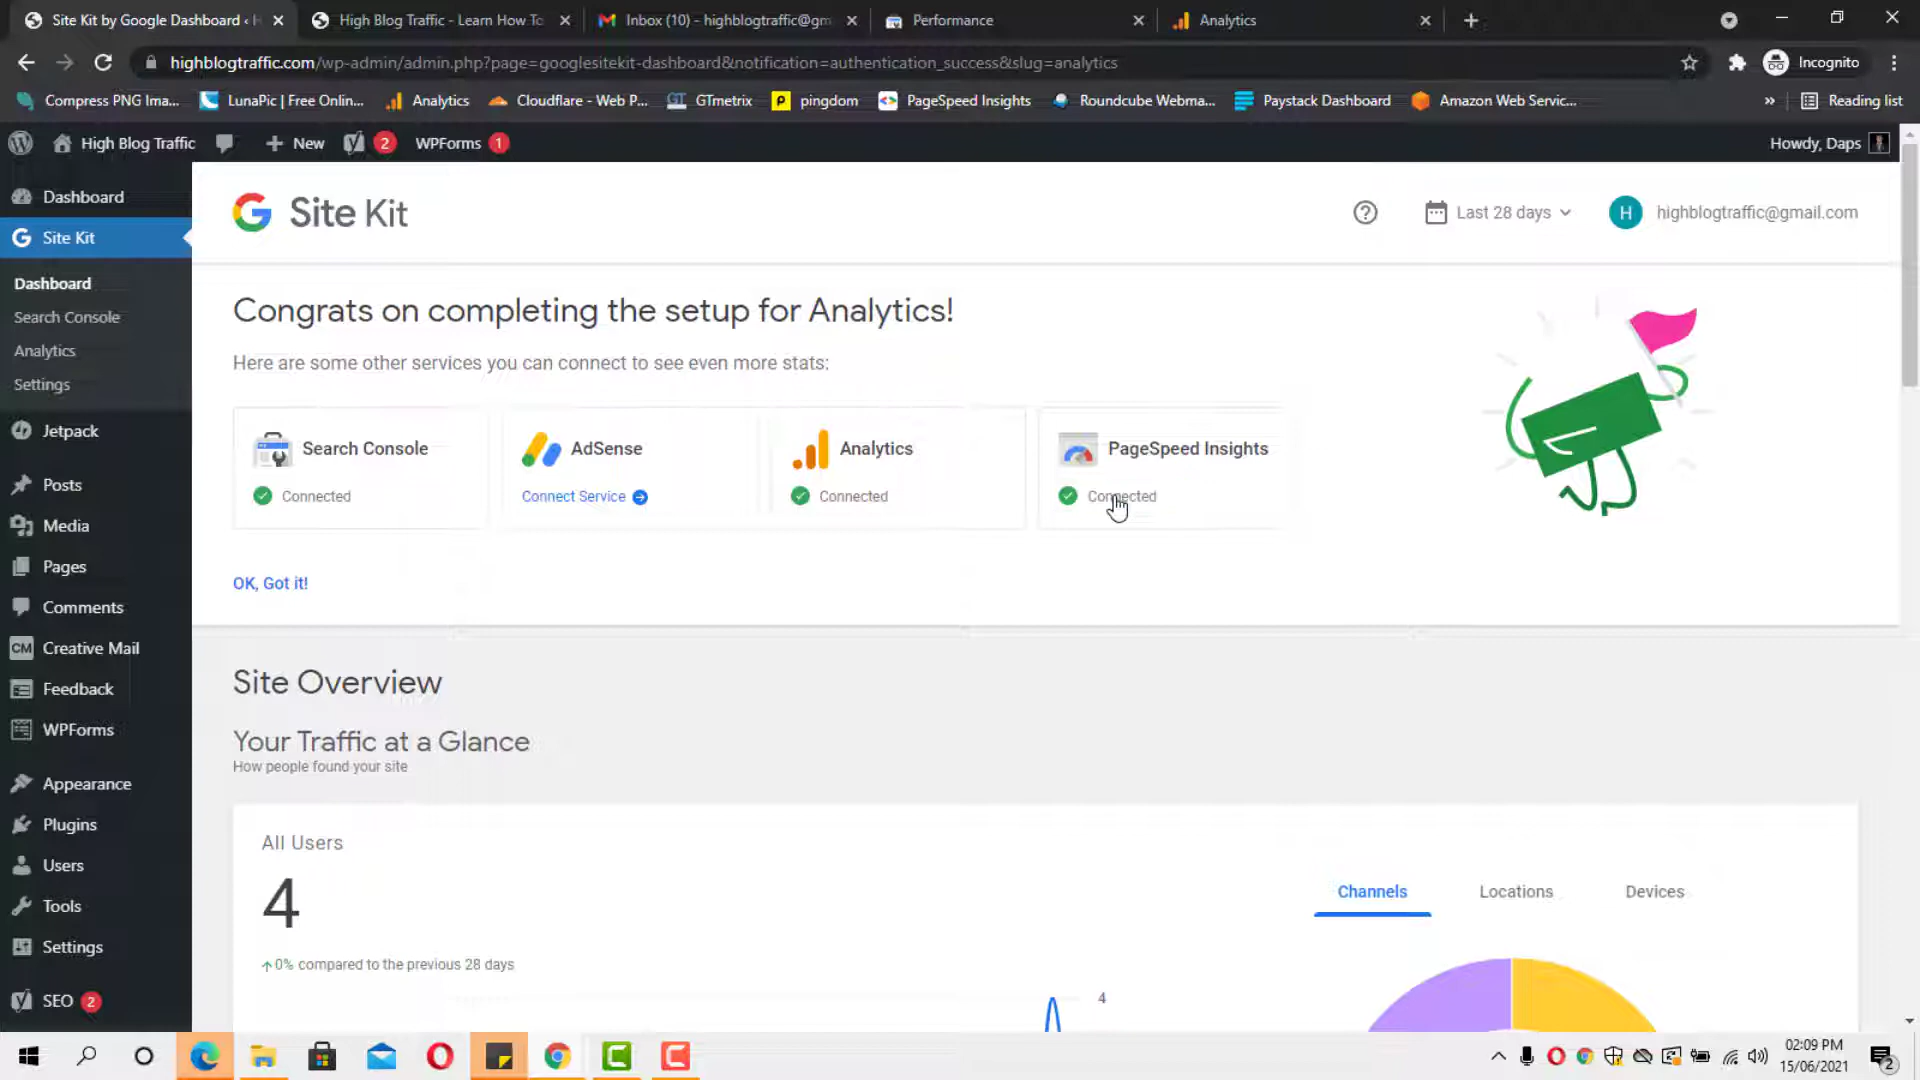 Site Kit by Google Dashboard ‹ H
High Blog Traffic - Learn How To
Inbox (10) - highblogtraffic@gm
Performance
Analytics
highblogtraffic.com/wp-admin/admin.php?page=googlesitekit-dashboard&notification=authentication_success&slug=analytics
Incognito
Compress PNG Ima...
LunaPic | Free Onlin...
Analytics
Cloudflare - Web P...
GTmetrix
pingdom
PageSpeed Insights
Roundcube Webma...
Paystack Dashboard
Amazon Web Servic...
»
Reading list
High Blog Traffic
New
2
WPForms 1
Howdy, Daps
Dashboard
Site Kit
Dashboard
Search Console
Analytics
Settings
Jetpack
Posts
Media
Pages
Comments
CM Creative Mail
Feedback
WPForms
Appearance
Plugins
Users
Tools
Settings
SEO 2
G Site Kit
Last 28 days
H highblogtraffic@gmail.com
Congrats on completing the setup for Analytics!
Here are some other services you can connect to see even more stats:
Search Console
Connected
AdSense
Connect Service
Analytics
Connected
PageSpeed Insights
Connected
OK, Got it!
Site Overview
Your Traffic at a Glance
How people found your site
All Users
4
0% compared to the previous 28 days
4
Channels
Locations
Devices
02:09 PM
15/06/2021
2